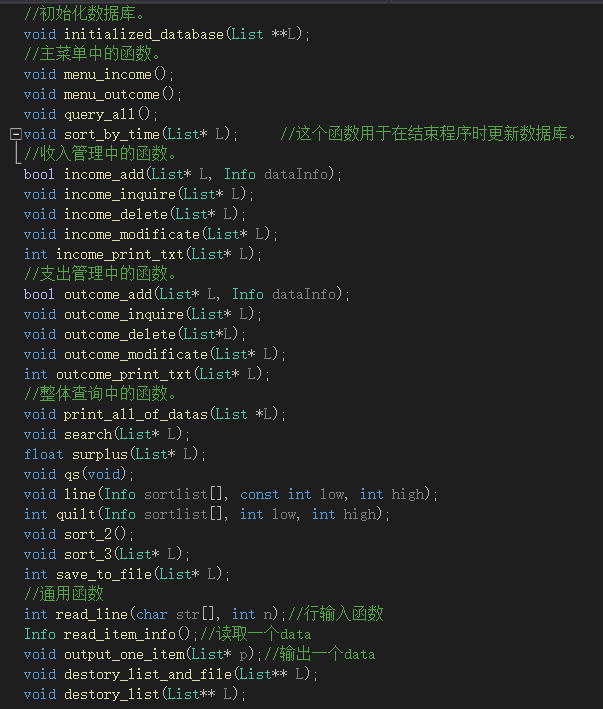 //初始化数据库。
void initialized_database(List **L);
//主菜单中的函数。
void menu_income();
void menu_outcome();
void query_all();
void sort_by_time(List* L);     //这个函数用于在结束程序时更新数据库。
//收入管理中的函数。
bool income_add(List* L, Info dataInfo);
void income_inquire(List* L);
void income_delete(List* L);
void income_modificate(List* L);
int income_print_txt(List* L);
//支出管理中的函数。
bool outcome_add(List* L, Info dataInfo);
void outcome_inquire(List* L);
void outcome_delete(List*L);
void outcome_modificate(List* L);
int outcome_print_txt(List* L);
//整体查询中的函数。
void print_all_of_datas(List *L);
void search(List* L);
float surplus(List* L);
void qs(void);
void line(Info sortlist[], const int low, int high);
int quilt(Info sortlist[], int low, int high);
void sort_2();
void sort_3(List* L);
int save_to_file(List* L);
//通用函数
int read_line(char str[], int n);//行输入函数
Info read_item_info();//读取一个data
void output_one_item(List* p);//输出一个data
void destory_list_and_file(List** L);
void destory_list(List** L);